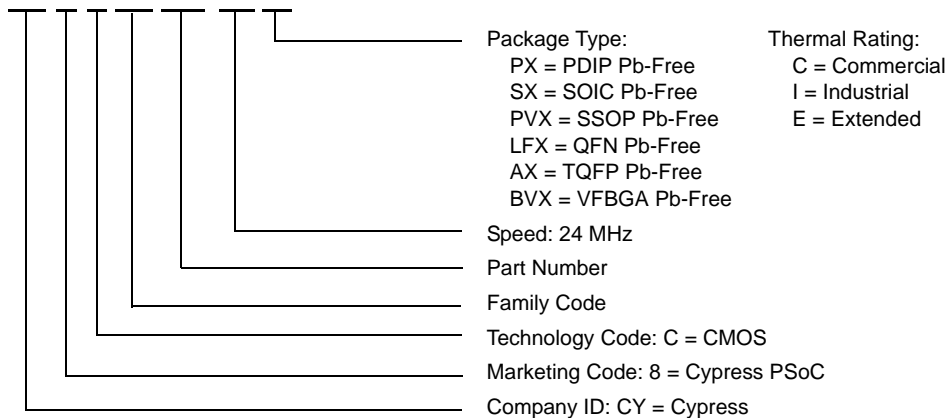 Package Type:
PX = PDIP Pb-Free
SX = SOIC Pb-Free
PVX = SSOP Pb-Free
LFX = QFN Pb-Free
AX = TQFP Pb-Free
BVX = VFBGA Pb-Free
Thermal Rating:
C = Commercial
I = Industrial
E = Extended
Speed: 24 MHz
Part Number
Family Code
Technology Code: C = CMOS
Marketing Code: 8 = Cypress PSoC
Company ID: CY = Cypress